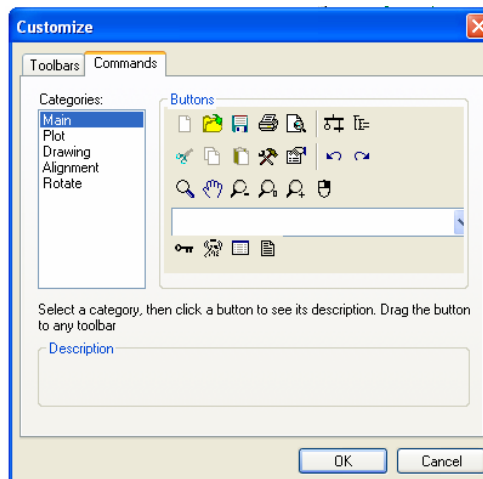 Customize
Toolbars
Commands
Categories:
Main
Plot
Drawing
Alignment
Rotate
Buttons
Select a category, then click a button to see its description. Drag the button
to any toolbar
Description
OK
Cancel